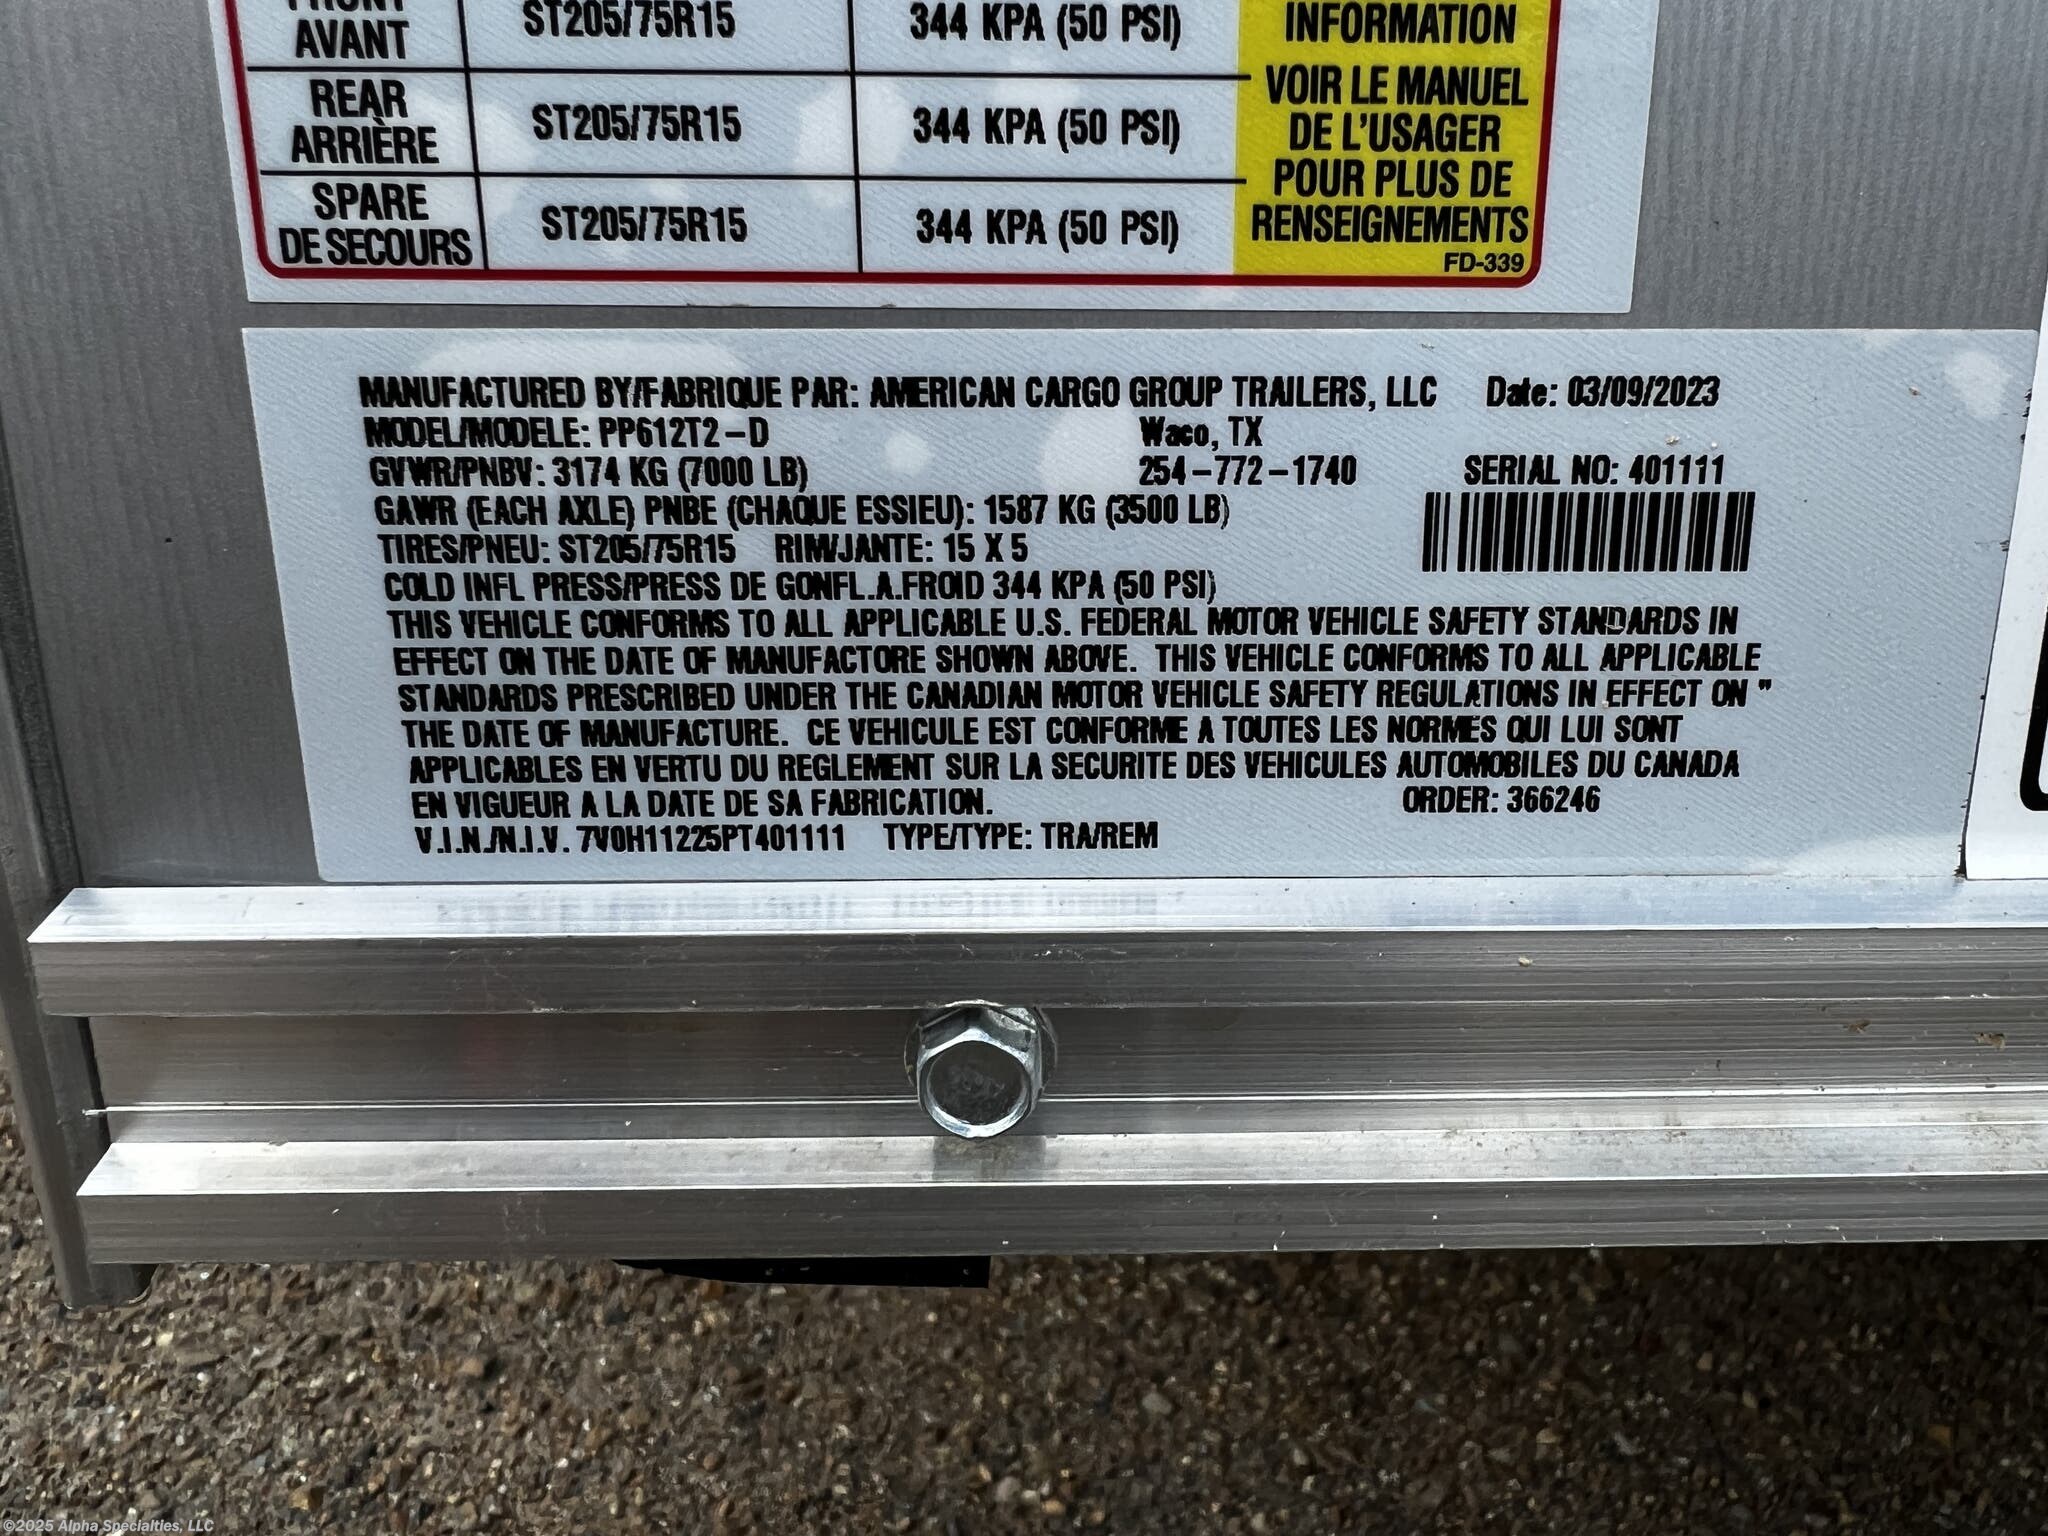 FRONT
AVANT
ST205/75R15
344 KPA (50 PSI)
REAR
ARRIÈRE
ST205/75R15
344 KPA (50 PSI)
SPARE
DE SECOURS
ST205/75R15
344 KPA (50 PSI)
INFORMATION
VOIR LE MANUEL
DE L'USAGER
POUR PLUS DE
RENSEIGNEMENTS
FD-339
MANUFACTURED BY/FABRIQUE PAR: AMERICAN CARGO GROUP TRAILERS, LLC Date: 03/09/2023
MODEL/MODELE: PP612T2-D Waco, TX
GVWR/PNBV: 3174 KG (7000 LB) 254-772-1740 SERIAL NO: 401111
GAWR (EACH AXLE) PNBE (CHAQUE ESSIEU): 1587 KG (3500 LB)
TIRES/PNEU: ST205/75R15 RIM/JANTE: 15 X 5
COLD INFL PRESS/PRESS DE GONFL.A.FROID 344 KPA (50 PSI)
THIS VEHICLE CONFORMS TO ALL APPLICABLE U.S. FEDERAL MOTOR VEHICLE SAFETY STANDARDS IN
EFFECT ON THE DATE OF MANUFACTORE SHOWN ABOVE. THIS VEHICLE CONFORMS TO ALL APPLICABLE
STANDARDS PRESCRIBED UNDER THE CANADIAN MOTOR VEHICLE SAFETY REGULATIONS IN EFFECT ON "
THE DATE OF MANUFACTURE. CE VEHICULE EST CONFORME A TOUTES LES NORMES QUI LUI SONT
APPLICABLES EN VERTU DU REGLEMENT SUR LA SECURITE DES VEHICULES AUTOMOBILES DU CANADA
EN VIGUEUR A LA DATE DE SA FABRICATION. ORDER: 366246
V.I.N./N.I.V. 7V0H11225PT401111 TYPE/TYPE: TRA/REM
©2025 Alpha Specialties, LLC